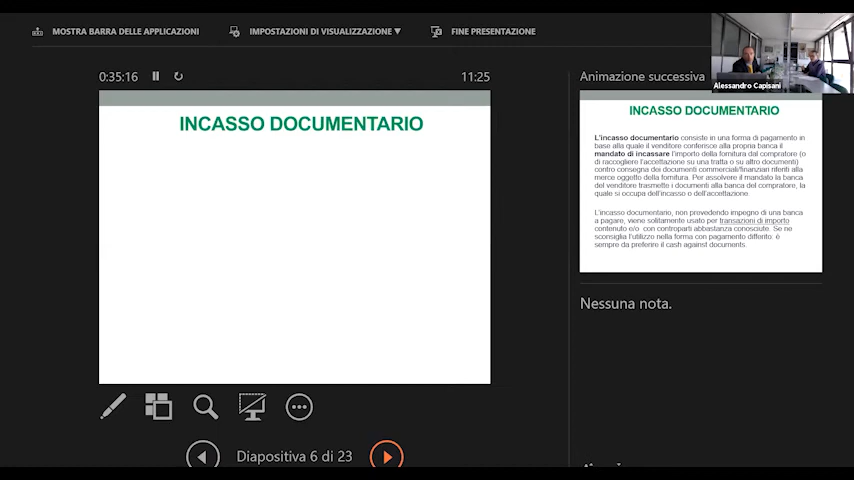 MOSTRA BARRA DELLE APPLICAZIONI
IMPOSTAZIONI DI VISUALIZZAZIONE ▼
FINE PRESENTAZIONE
Alessandro Capisani
0:35:16
11:25
Animazione successiva
INCASSO DOCUMENTARIO
INCASSO DOCUMENTARIO
L'incasso documentario consiste in una forma di pagamento in
base alla quale il venditore conferisce alla propria banca il
mandato di incassare l'importo della fornitura dal compratore (o
di raccogliere l'accettazione su una tratta o su altro documenti)
contro consegna dei documenti commerciali/finanziari riferiti alla
merce oggetto della fornitura. Per assolvere il mandato la banca
del venditore trasmette i documenti alla banca del compratore, la
quale si occupa dell'incasso o dell'accettazione.
L'incasso documentario, non prevedendo impegno di una banca
a pagare, viene solitamente usato per transazioni di importo
contenuto e/o con controparti abbastanza conosciute. Se ne
sconsiglia l'utilizzo nella forma con pagamento differito: è
sempre da preferire il cash against documents.
Nessuna nota.
Diapositiva 6 di 23